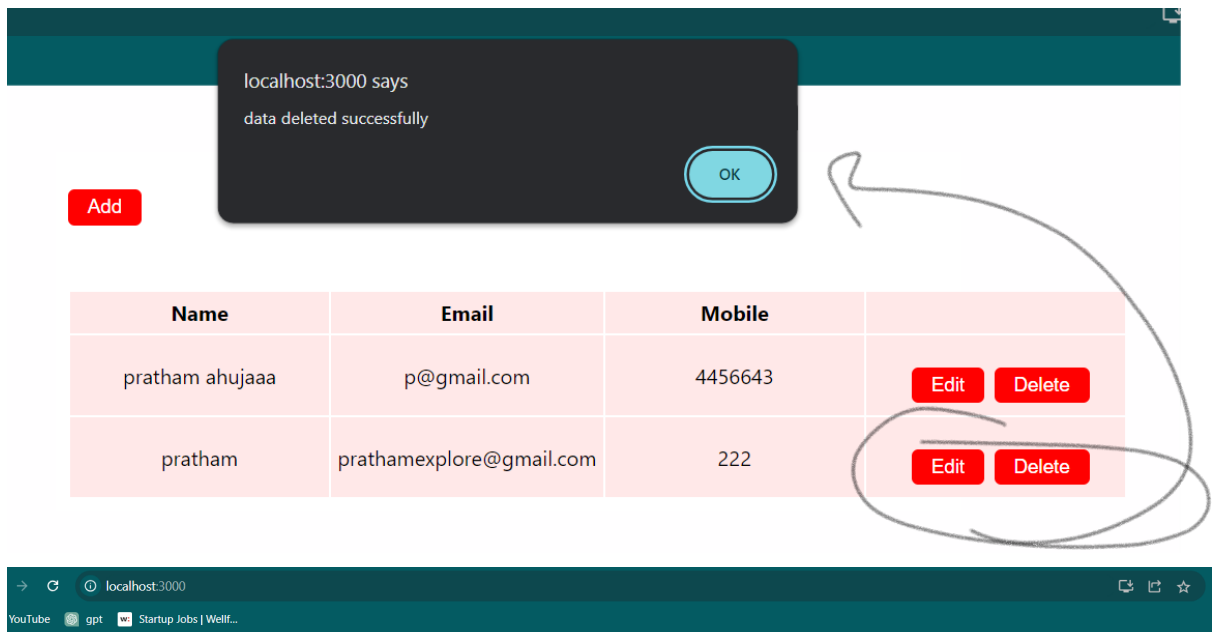 localhost:3000 says
data deleted successfully
OK
Add
Name Email Mobile
pratham ahujaaa p@gmail.com 4456643 Edit Delete
pratham prathamexplore@gmail.com 222 Edit Delete
localhost:3000
YouTube gpt w: Startup Jobs | Wellf...